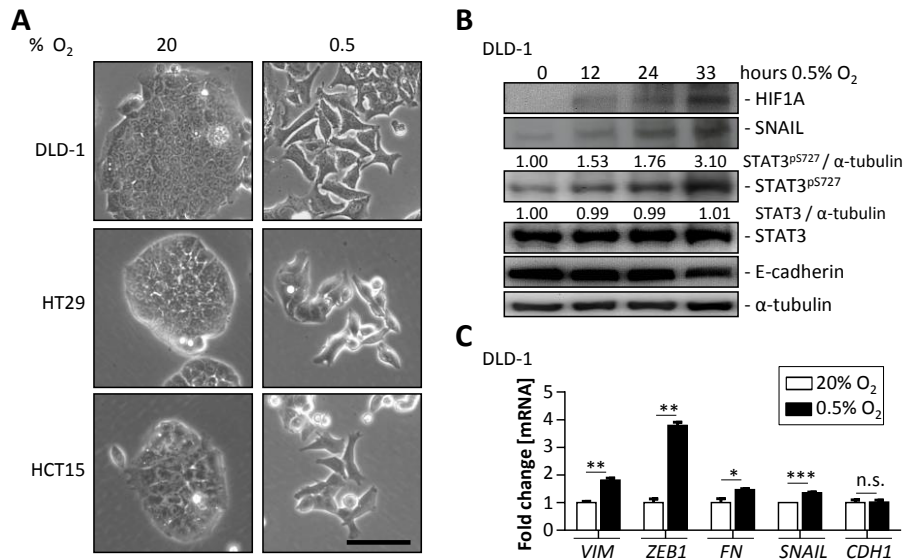 A
% O₂
20
0.5
DLD-1
HT29
HCT15
B
DLD-1
0 12 24 33 hours 0.5% O₂
- HIF1A
- SNAIL
1.00 1.53 1.76 3.10 STAT3ᵖˢ⁷²⁷ / α-tubulin
- STAT3ᵖˢ⁷²⁷
1.00 0.99 0.99 1.01 STAT3 / α-tubulin
- STAT3
- E-cadherin
- α-tubulin
C
DLD-1
20% O₂
0.5% O₂
Fold change [mRNA]
5
4
3
2
1
0
** ** * *** n.s.
VIM ZEB1 FN SNAIL CDH1